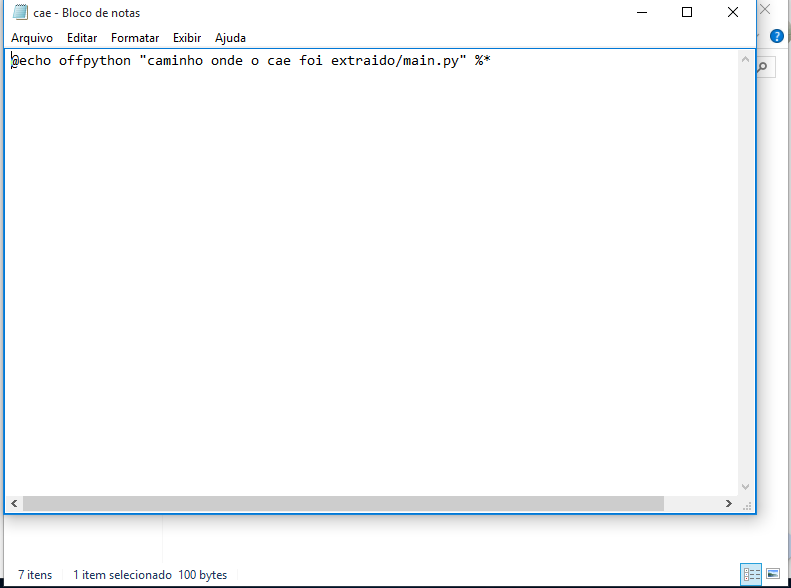 cae - Bloco de notas
Arquivo Editar Formatar Exibir Ajuda
@echo offpython "caminho onde o cae foi extraido/main.py" %*
?
7 itens 1 item selecionado 100 bytes